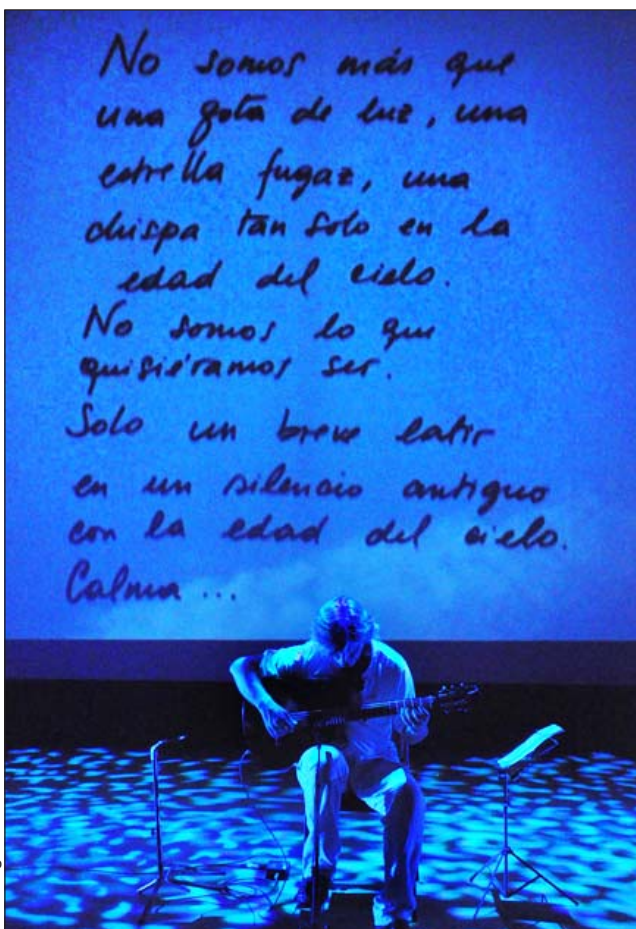 No somos más que
una gota de luz, una
estrella fugaz, una
chispa tan solo en la
edad del cielo.
No somos lo que
quisiéramos ser.
Solo un breve latir
en un silencio antiguo
con la edad del cielo.
Calma...